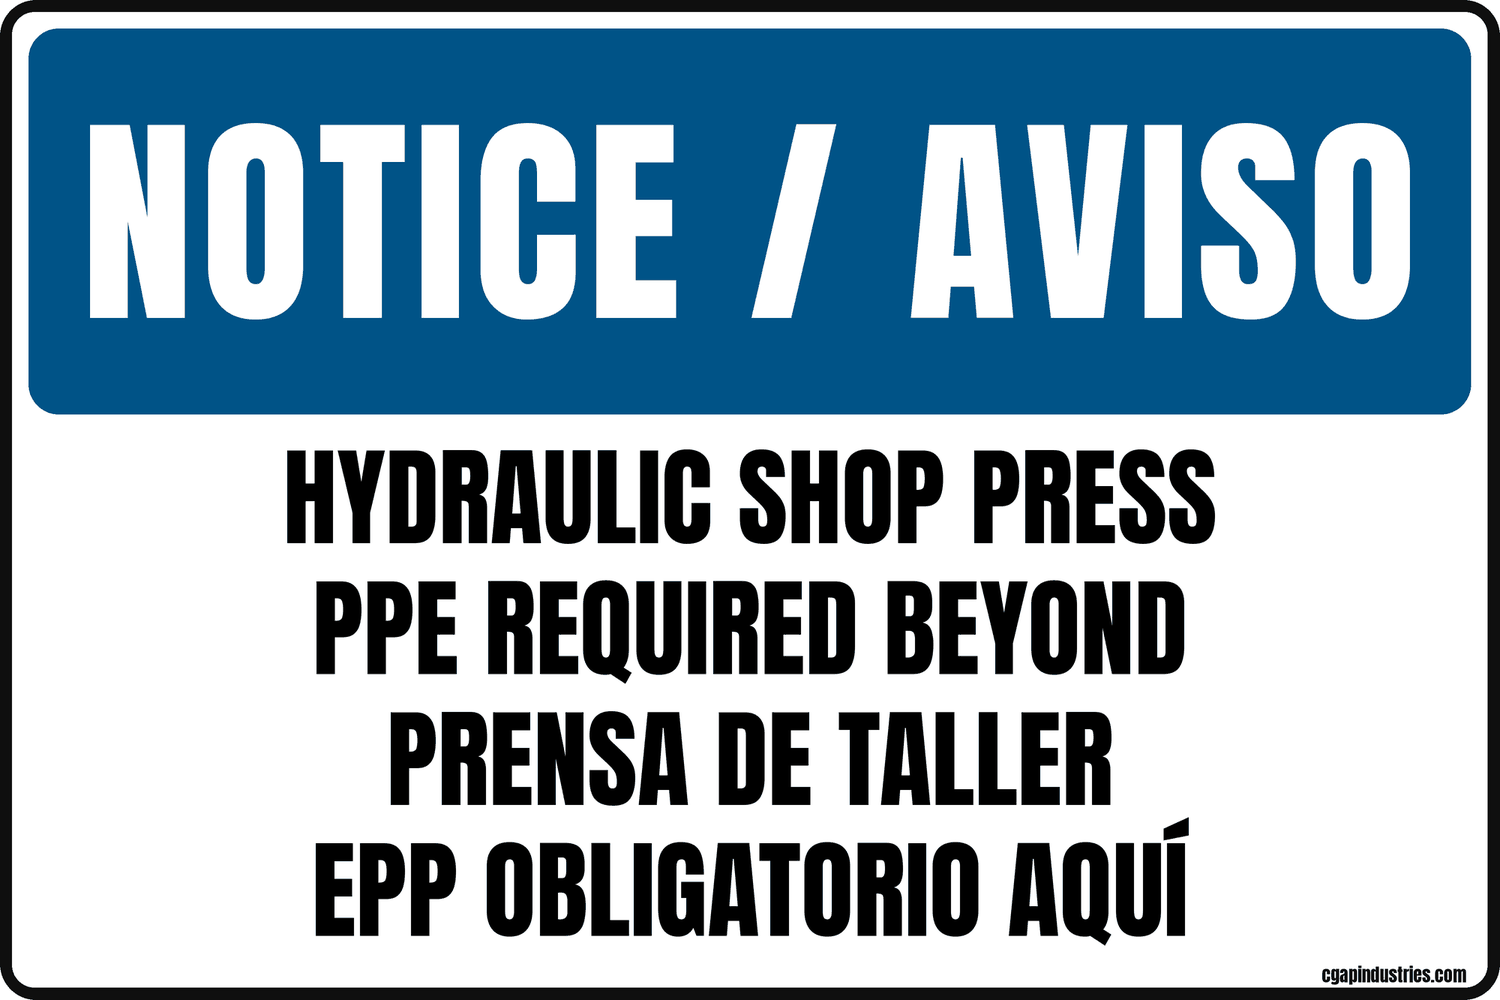 NOTICE / AVISO
HYDRAULIC SHOP PRESS
PPE REQUIRED BEYOND
PRENSA DE TALLER
EPP OBLIGATORIO AQUÍ
cgapindustries.com